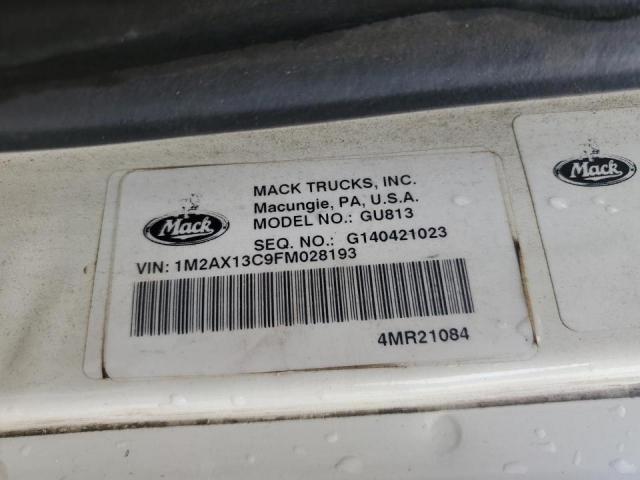 Mack
MACK TRUCKS, INC.
Macungie, PA, U.S.A.
MODEL NO.: GU813
SEQ. NO.: G140421023
VIN: 1M2AX13C9FM028193
4MR21084
Mack